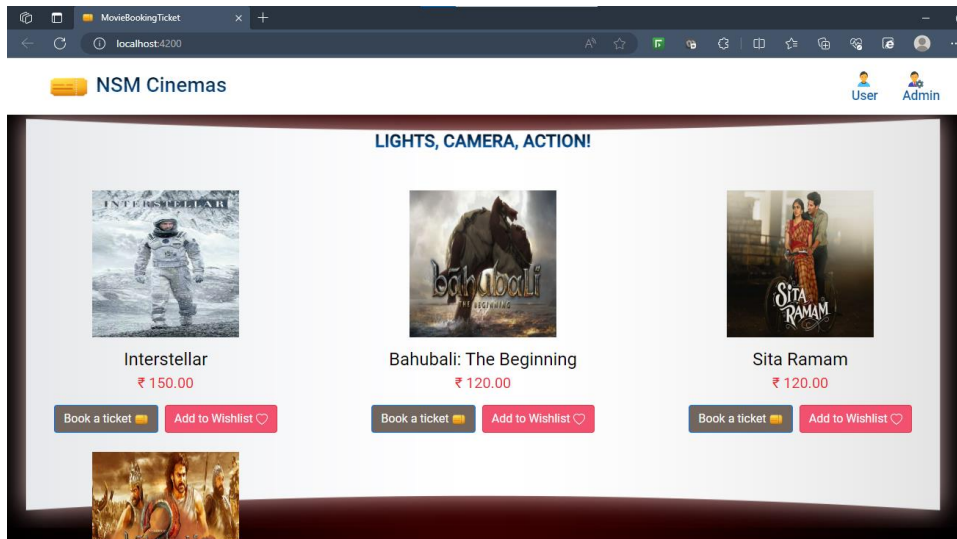 MovieBookingTicket
localhost:4200
NSM Cinemas
User
Admin
LIGHTS, CAMERA, ACTION!
INTERSTELLAR
bāhubali
THE BEGINNING
SITA
RAMAM
Interstellar
Bahubali: The Beginning
Sita Ramam
₹ 150.00
₹ 120.00
₹ 120.00
Book a ticket
Add to Wishlist
Book a ticket
Add to Wishlist
Book a ticket
Add to Wishlist